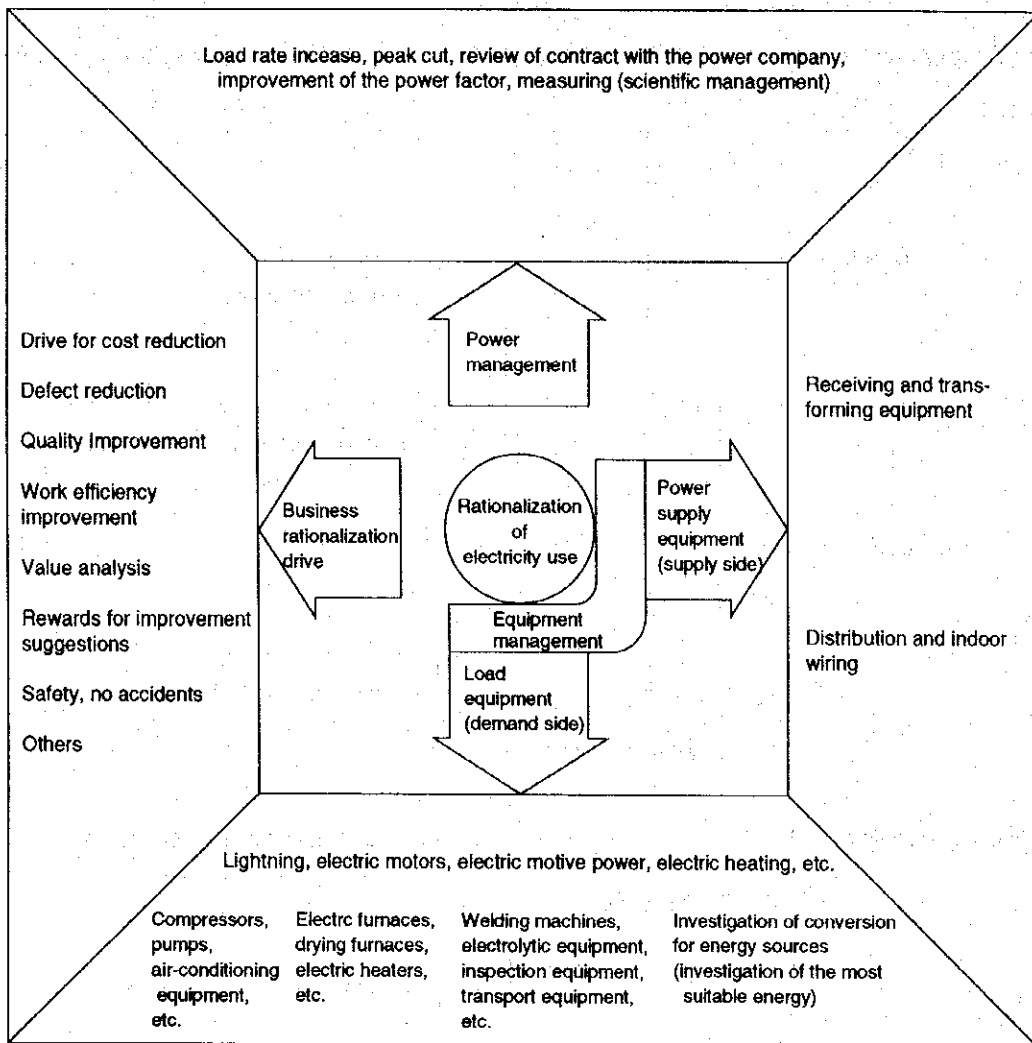 Load rate incease, peak cut, review of contract with the power company,
improvement of the power factor, measuring (scientific management)
Power
management
Drive for cost reduction
Defect reduction
Quality Improvement
Work efficiency
improvement
Value analysis
Rewards for improvement
suggestions
Safety, no accidents
Others
Business
rationalization
drive
Rationalization
of
electricity use
Power
supply
equipment
(supply side)
Equipment
management
Load
equipment
(demand side)
Receiving and trans-
forming equipment
Distribution and indoor
wiring
Lightning, electric motors, electric motive power, electric heating, etc.
Compressors,
pumps,
air-conditioning
equipment,
etc.
Electrc furnaces,
drying furnaces,
electric heaters,
etc.
Welding machines,
electrolytic equipment,
inspection equipment,
transport equipment,
etc.
Investigation of conversion
for energy sources
(investigation of the most
suitable energy)